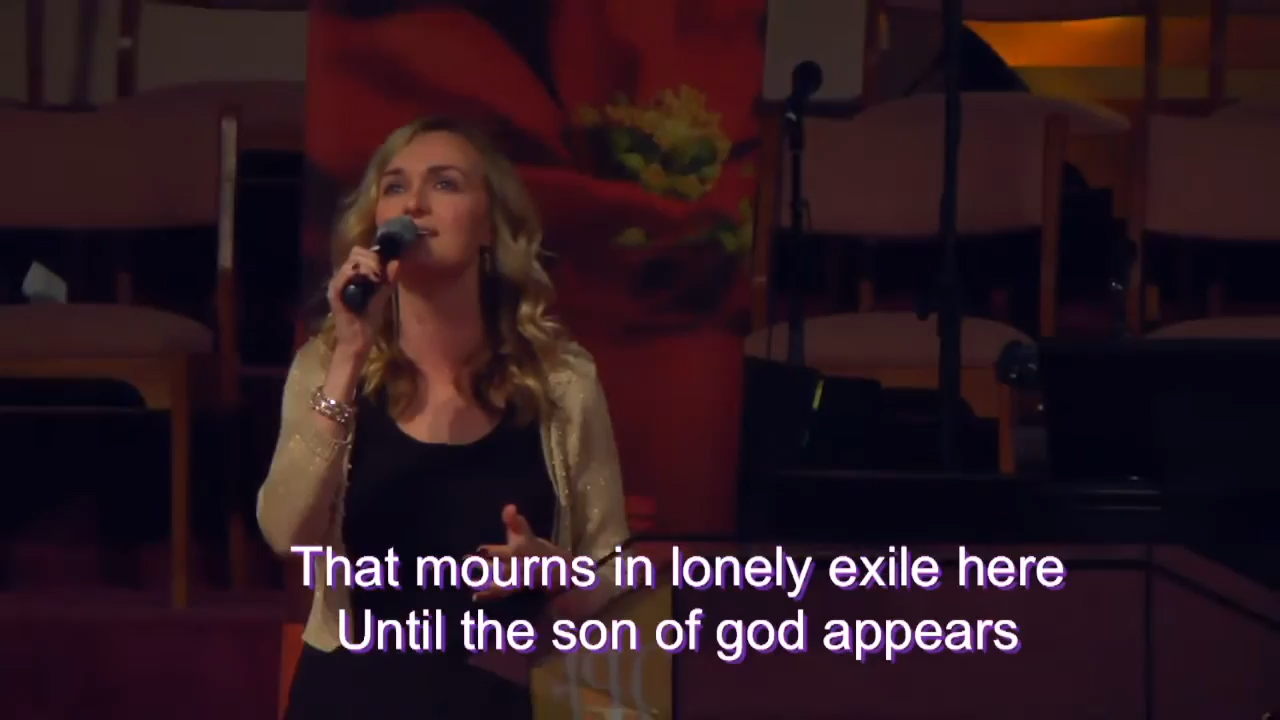 That mourns in lonely exile here
Until the son of god appears